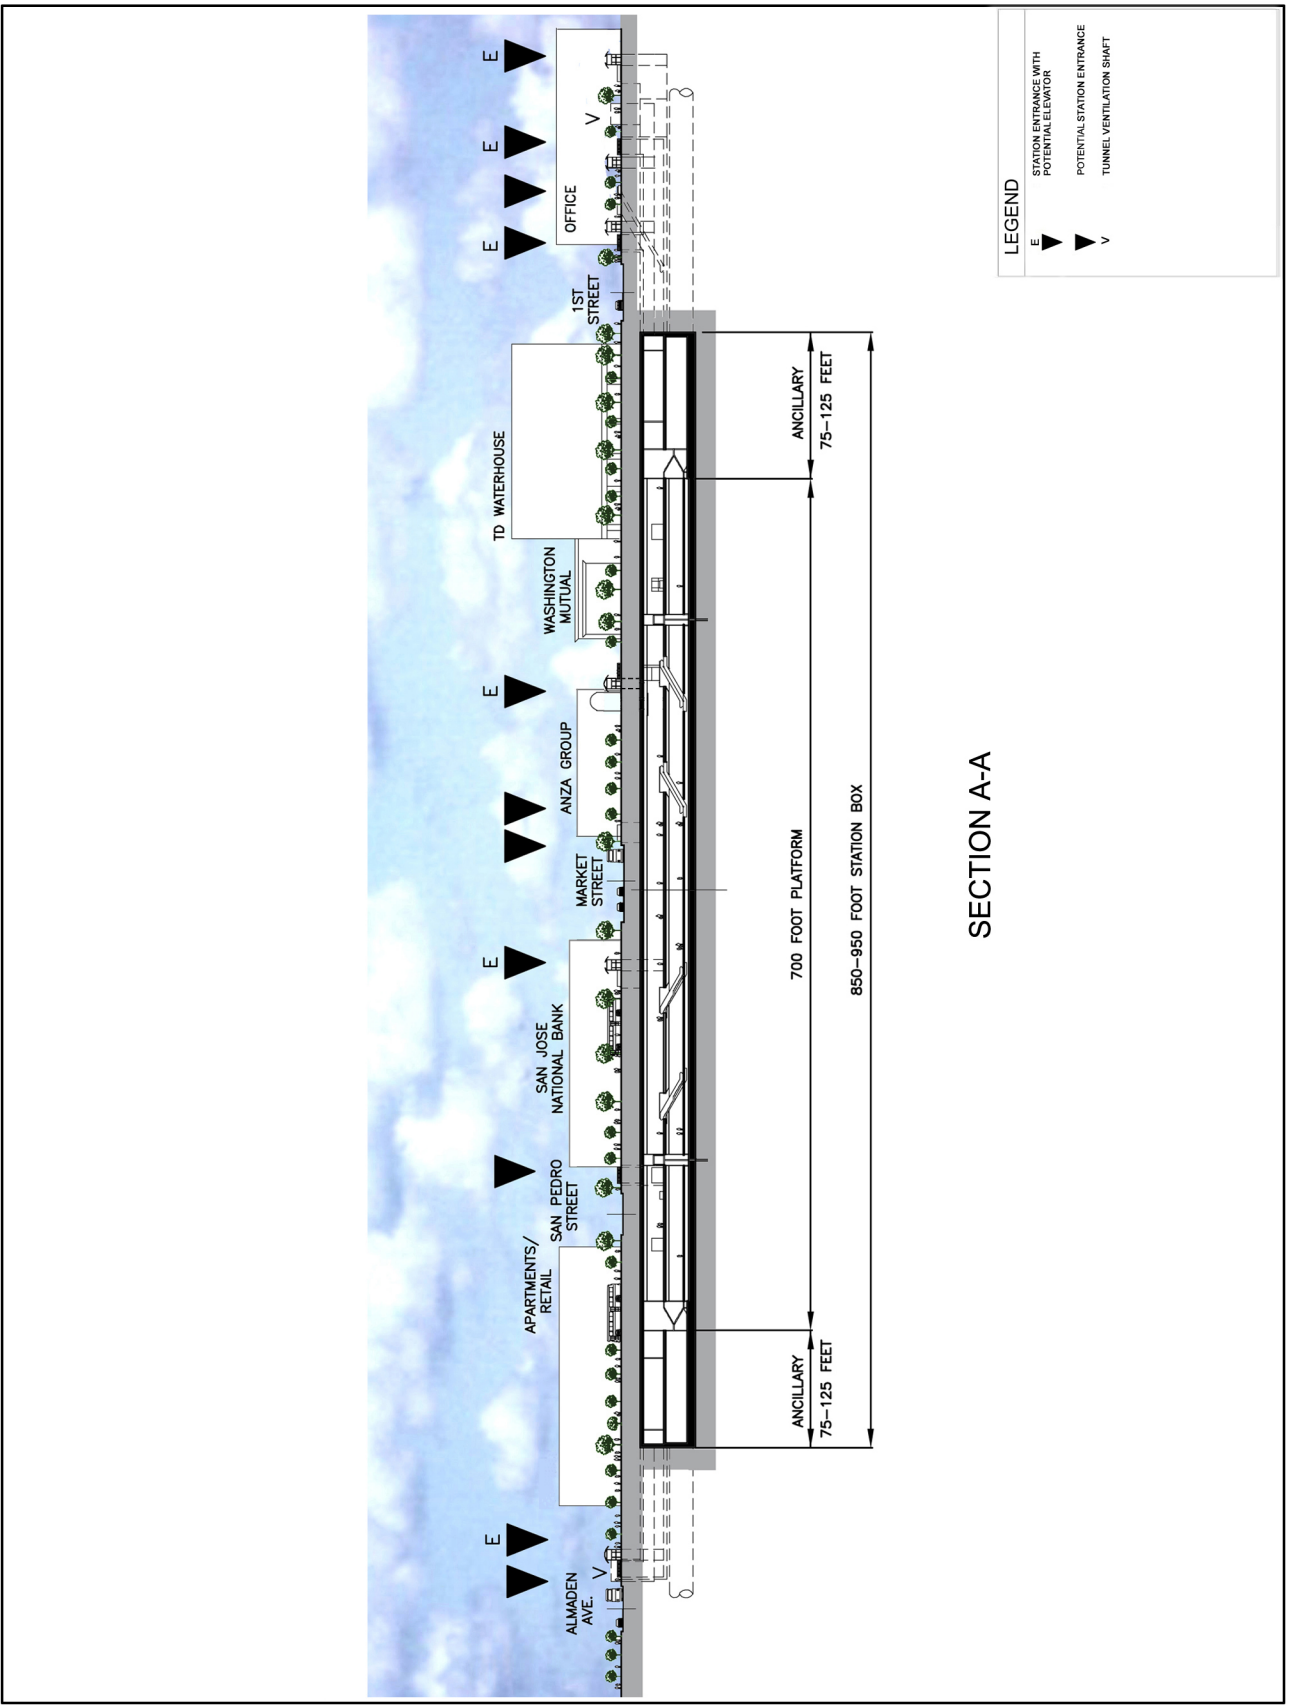 ALMADEN
AVE.
V
E
APARTMENTS/
RETAIL
SAN PEDRO
STREET
SAN JOSE
NATIONAL BANK
E
MARKET
STREET
ANZA GROUP
E
WASHINGTON
MUTUAL
TD WATERHOUSE
1ST
STREET
E
OFFICE
E
V
E
ANCILLARY
75-125 FEET
700 FOOT PLATFORM
ANCILLARY
75-125 FEET
850-950 FOOT STATION BOX
SECTION A-A
LEGEND
E
STATION ENTRANCE WITH
POTENTIAL ELEVATOR
POTENTIAL STATION ENTRANCE
V TUNNEL VENTILATION SHAFT